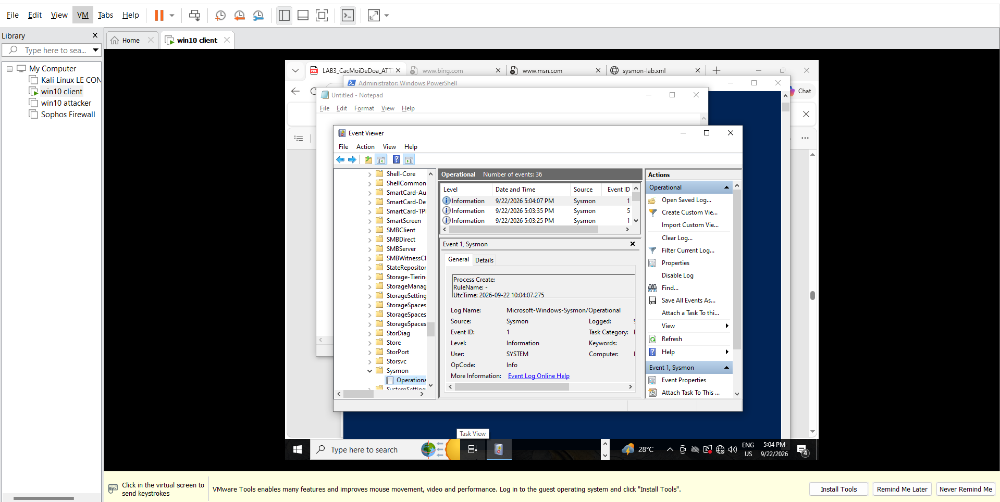 File Edit View VM Tabs Help
Library
Home
win10 client
Type here to sea...
My Computer
Kali Linux LE CON
win10 client
win10 attacker
Sophos Firewall
LAB3_CacMoiDeDoa_ATT
www.bing.com
www.msn.com
sysmon-lab.xml
Administrator: Windows PowerShell
Chat
Untitled - Notepad
File Edit Format View Help
Event Viewer
File Action View Help
Shell-Core
ShellCommon
SmartCard-Au
SmartCard-De
SmartCard-TPI
SmartScreen
SMBClient
SMBDirect
SMBServer
SMBWitnessCl
StateRepositor
Storage-Tiering
StorageManag
StorageSetting
StorageSpaces
StorageSpaces
StorageSpaces
StorDiag
Store
StorPort
Storsvc
Sysmon
Operationa
SystemSetting
Operational Number of events: 36
Level Date and Time Source Event ID
Information 9/22/2026 5:04:07 PM Sysmon 1
Information 9/22/2026 5:03:35 PM Sysmon 5
Information 9/22/2026 5:03:25 PM Sysmon 1
Event 1, Sysmon
General Details
Process Create:
RuleName: -
UtcTime: 2026-09-22 10:04:07.275
Log Name: Microsoft-Windows-Sysmon/Operational
Source: Sysmon Logged:
Event ID: 1 Task Category:
Level: Information Keywords:
User: SYSTEM Computer:
OpCode: Info
More Information: Event Log Online Help
Actions
Operational
Open Saved Log...
Create Custom Vie...
Import Custom Vie...
Clear Log...
Filter Current Log...
Properties
Disable Log
Find...
Save All Events As...
Attach a Task To thi...
View
Refresh
Help
Event 1, Sysmon
Event Properties
Attach Task To This ...
Task View
Type here to search
28°C
ENG
US
5:04 PM
9/22/2026
4
Click in the virtual screen to
send keystrokes
VMware Tools enables many features and improves mouse movement, video and performance. Log in to the guest operating system and click "Install Tools".
Install Tools
Remind Me Later
Never Remind Me